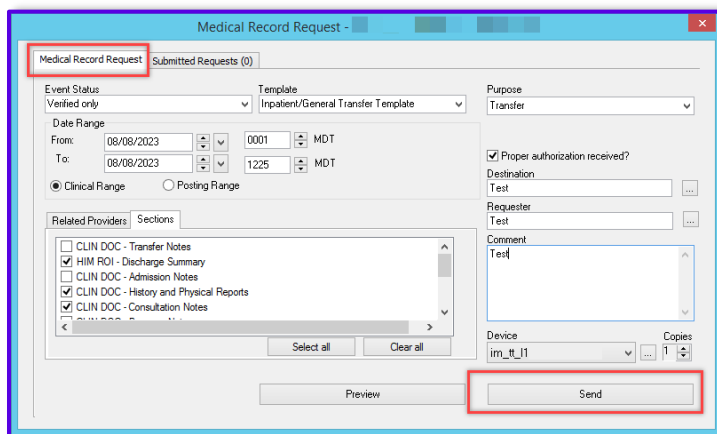 Medical Record Request -
Medical Record Request Submitted Requests (0)
Event Status Template Purpose
Verified only Inpatient/General Transfer Template Transfer
Date Range
From: 08/08/2023 0001 MDT
To: 08/08/2023 1225 MDT
Proper authorization received?
Clinical Range Posting Range
Destination
Test ...
Requester
Test ...
Related Providers Sections
Comment
Test
CLIN DOC - Transfer Notes
HIM ROI - Discharge Summary
CLIN DOC - Admission Notes
CLIN DOC - History and Physical Reports
CLIN DOC - Consultation Notes
Select all Clear all
Device Copies
im_tt_l1 ... 1
Preview Send